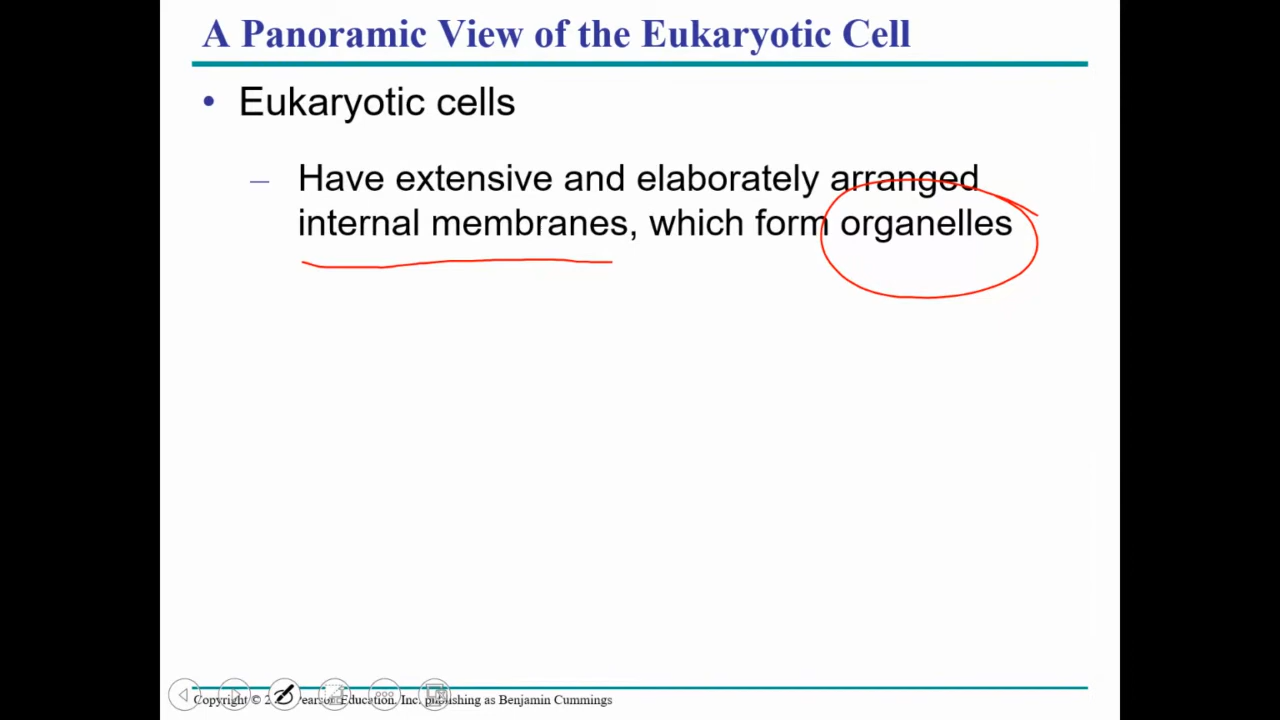 A Panoramic View of the Eukaryotic Cell
• Eukaryotic cells
– Have extensive and elaborately arranged
internal membranes, which form organelles
Copyright © Education, Inc. publishing as Benjamin Cummings